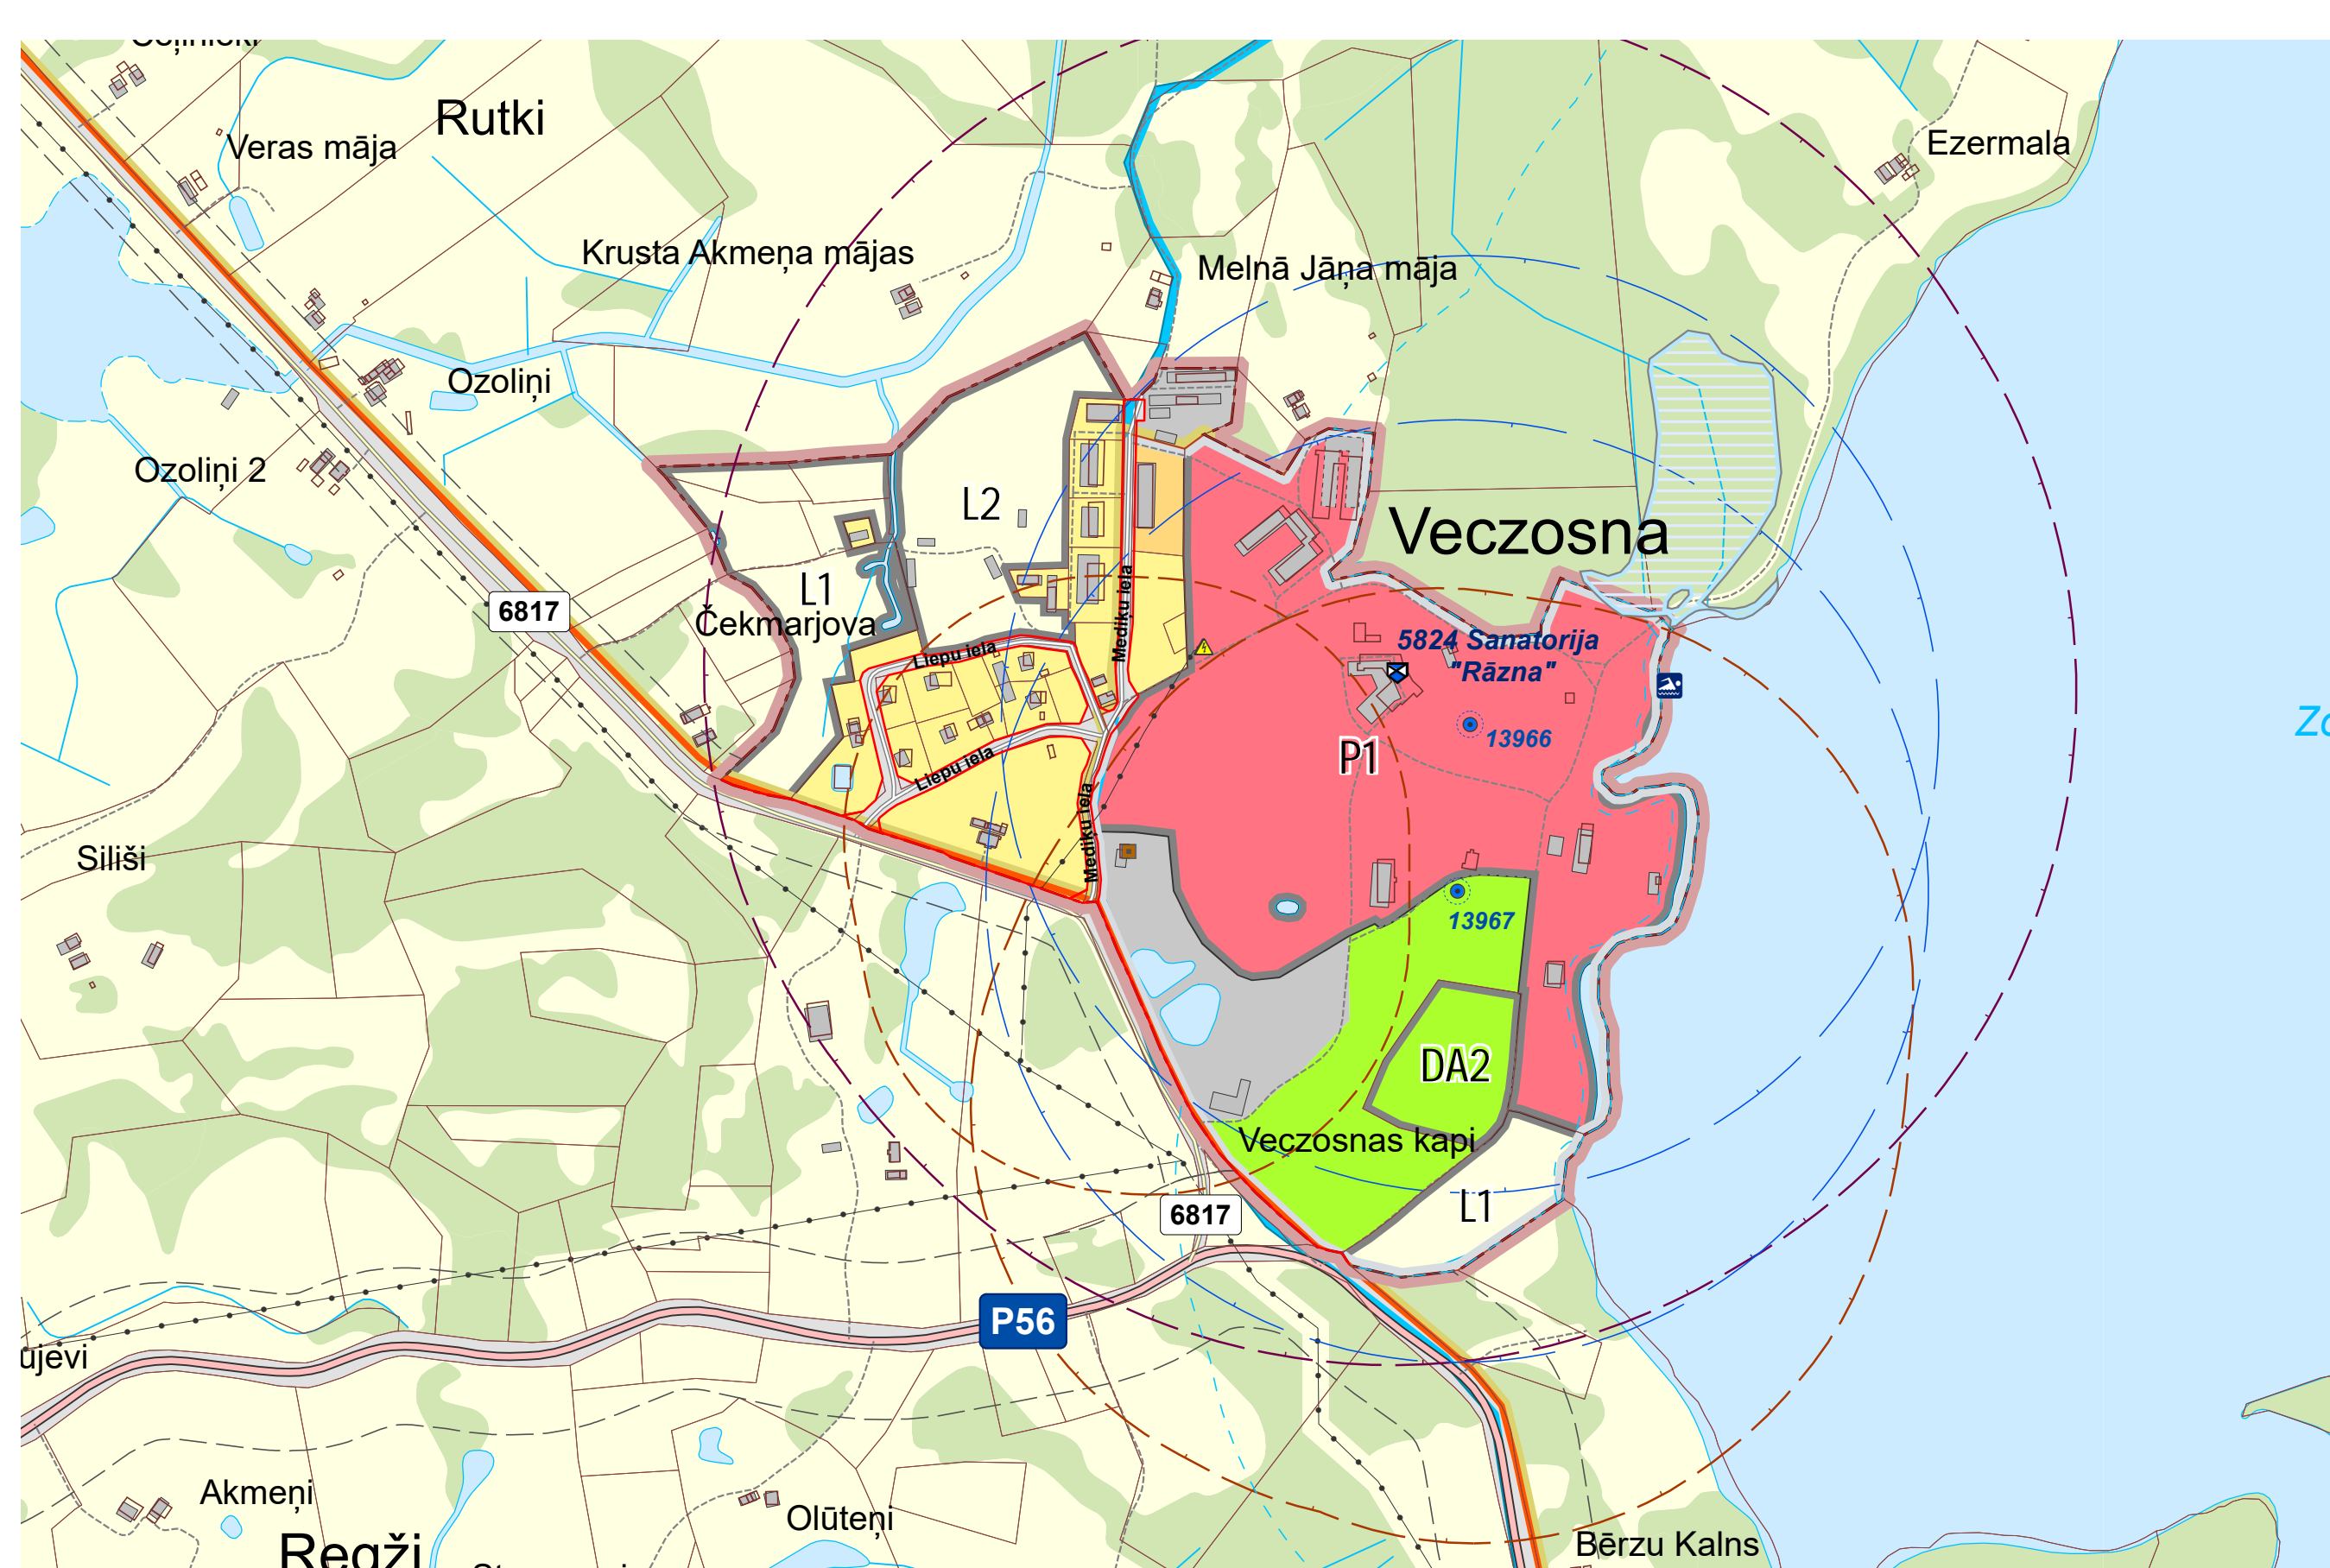 Rutki
Veras māja
Ezermala
Krusta Akmeņa mājas
Melnā Jāņa māja
Ozoliņi
Ozoliņi 2
L2
Veczosna
L1
Čekmarjova
6817
Mediķu iela
Liepu iela
5824 Sanatorija
"Rāzna"
13966
P1
Liepu iela
Mediķu iela
Siliši
13967
DA2
Veczosnas kapi
L1
6817
P56
Akmeņi
Olūteņi
Regži
Bērzu Kalns